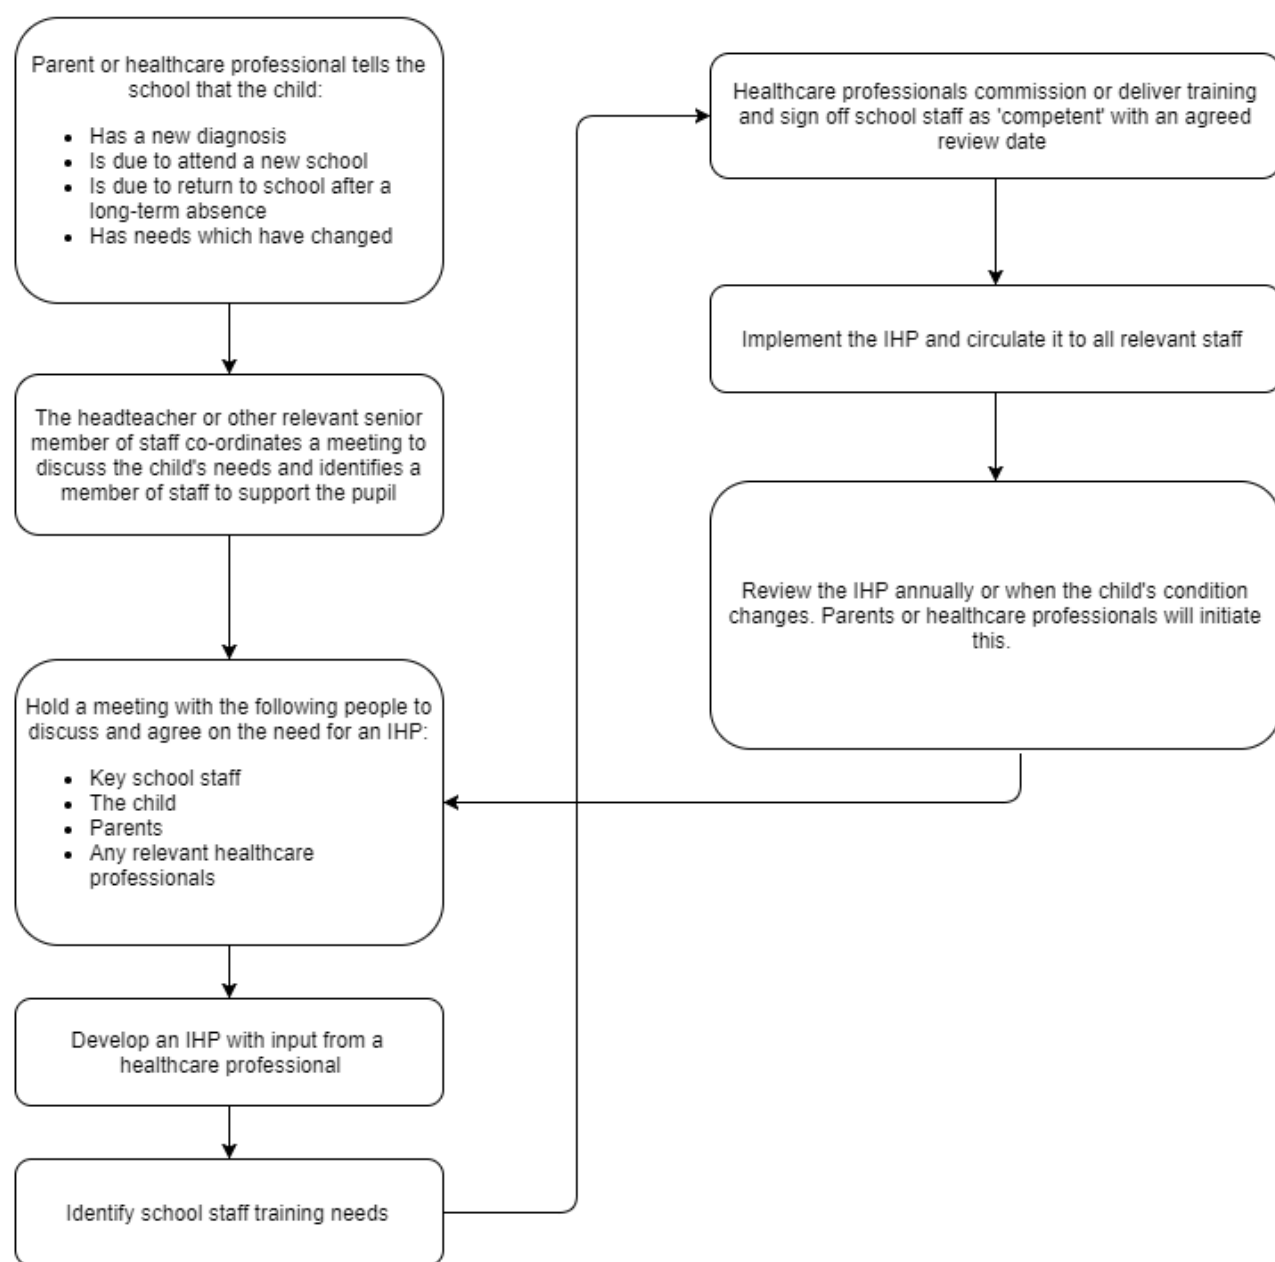 Parent or healthcare professional tells the
school that the child:
• Has a new diagnosis
• Is due to attend a new school
• Is due to return to school after a
long-term absence
• Has needs which have changed
The headteacher or other relevant senior
member of staff co-ordinates a meeting to
discuss the child's needs and identifies a
member of staff to support the pupil
Hold a meeting with the following people to
discuss and agree on the need for an IHP:
• Key school staff
• The child
• Parents
• Any relevant healthcare
professionals
Develop an IHP with input from a
healthcare professional
Identify school staff training needs
Healthcare professionals commission or deliver training
and sign off school staff as 'competent' with an agreed
review date
Implement the IHP and circulate it to all relevant staff
Review the IHP annually or when the child's condition
changes. Parents or healthcare professionals will initiate
this.